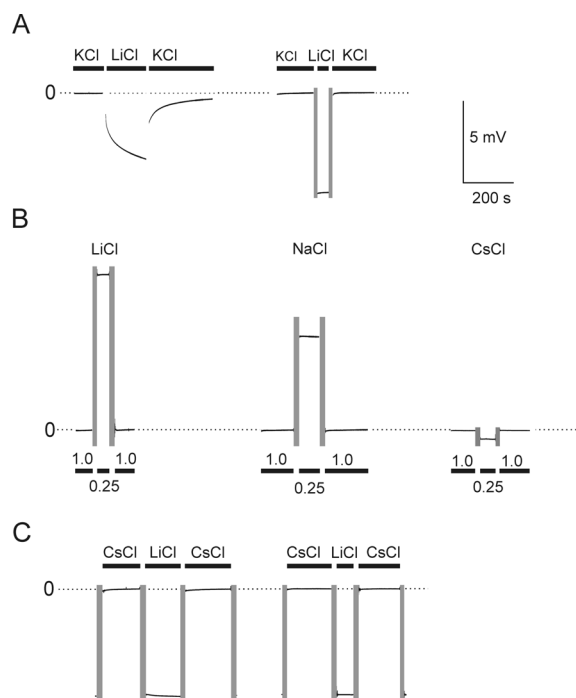 A
KCl LiCl KCl KCl LiCl KCl
0
5 mV
200 s
B
LiCl NaCl CsCl
0
1.0 1.0 1.0 1.0 1.0 1.0
0.25 0.25 0.25
C
CsCl LiCl CsCl CsCl LiCl CsCl
0